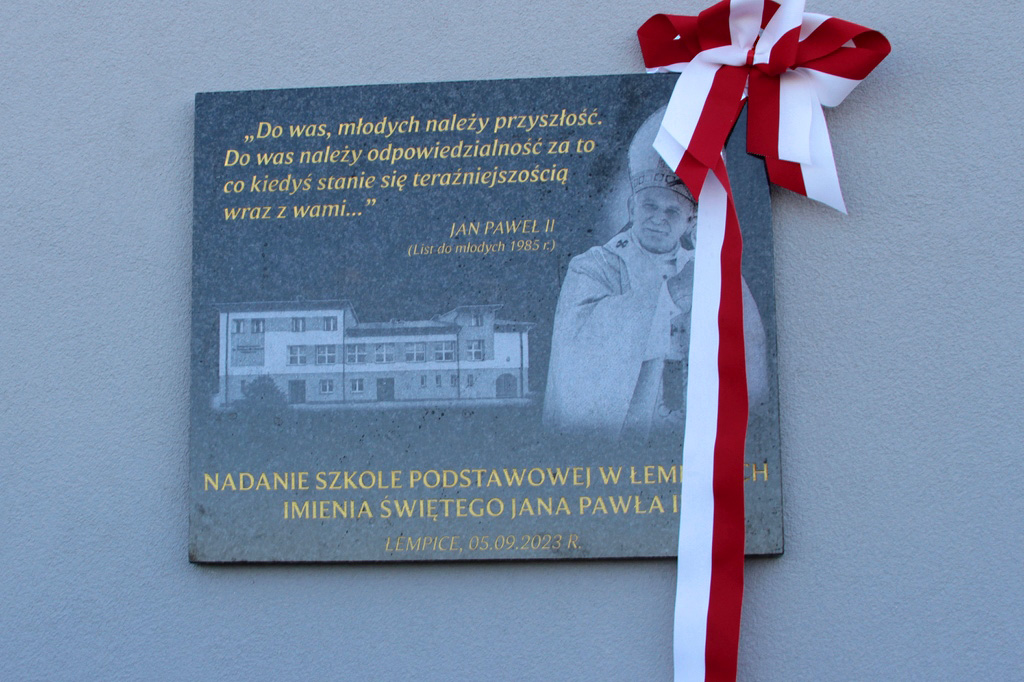 „Do was, młodych należy przyszłość.
Do was należy odpowiedzialność za to
co kiedyś stanie się teraźniejszością
wraz z wami...”
JAN PAWEŁ II
(List do młodych 1985 r.)
NADANIE SZKOLE PODSTAWOWEJ W
IMIENIA ŚWIĘTEGO JANA PAWŁA
ŁEMPICE, 05.09.2023 R.